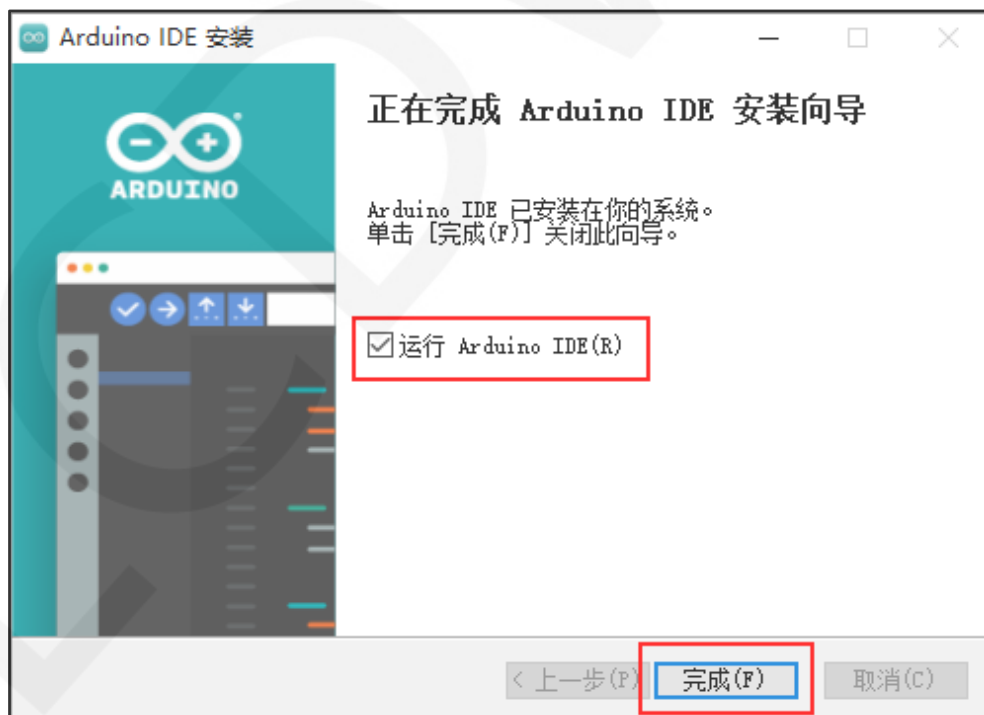 Arduino IDE 安装
正在完成 Arduino IDE 安装向导
ARDUINO
Arduino IDE 已安装在你的系统。
单击 [完成(F)] 关闭此向导。
运行 Arduino IDE(R)
< 上一步(P) 完成(F) 取消(C)